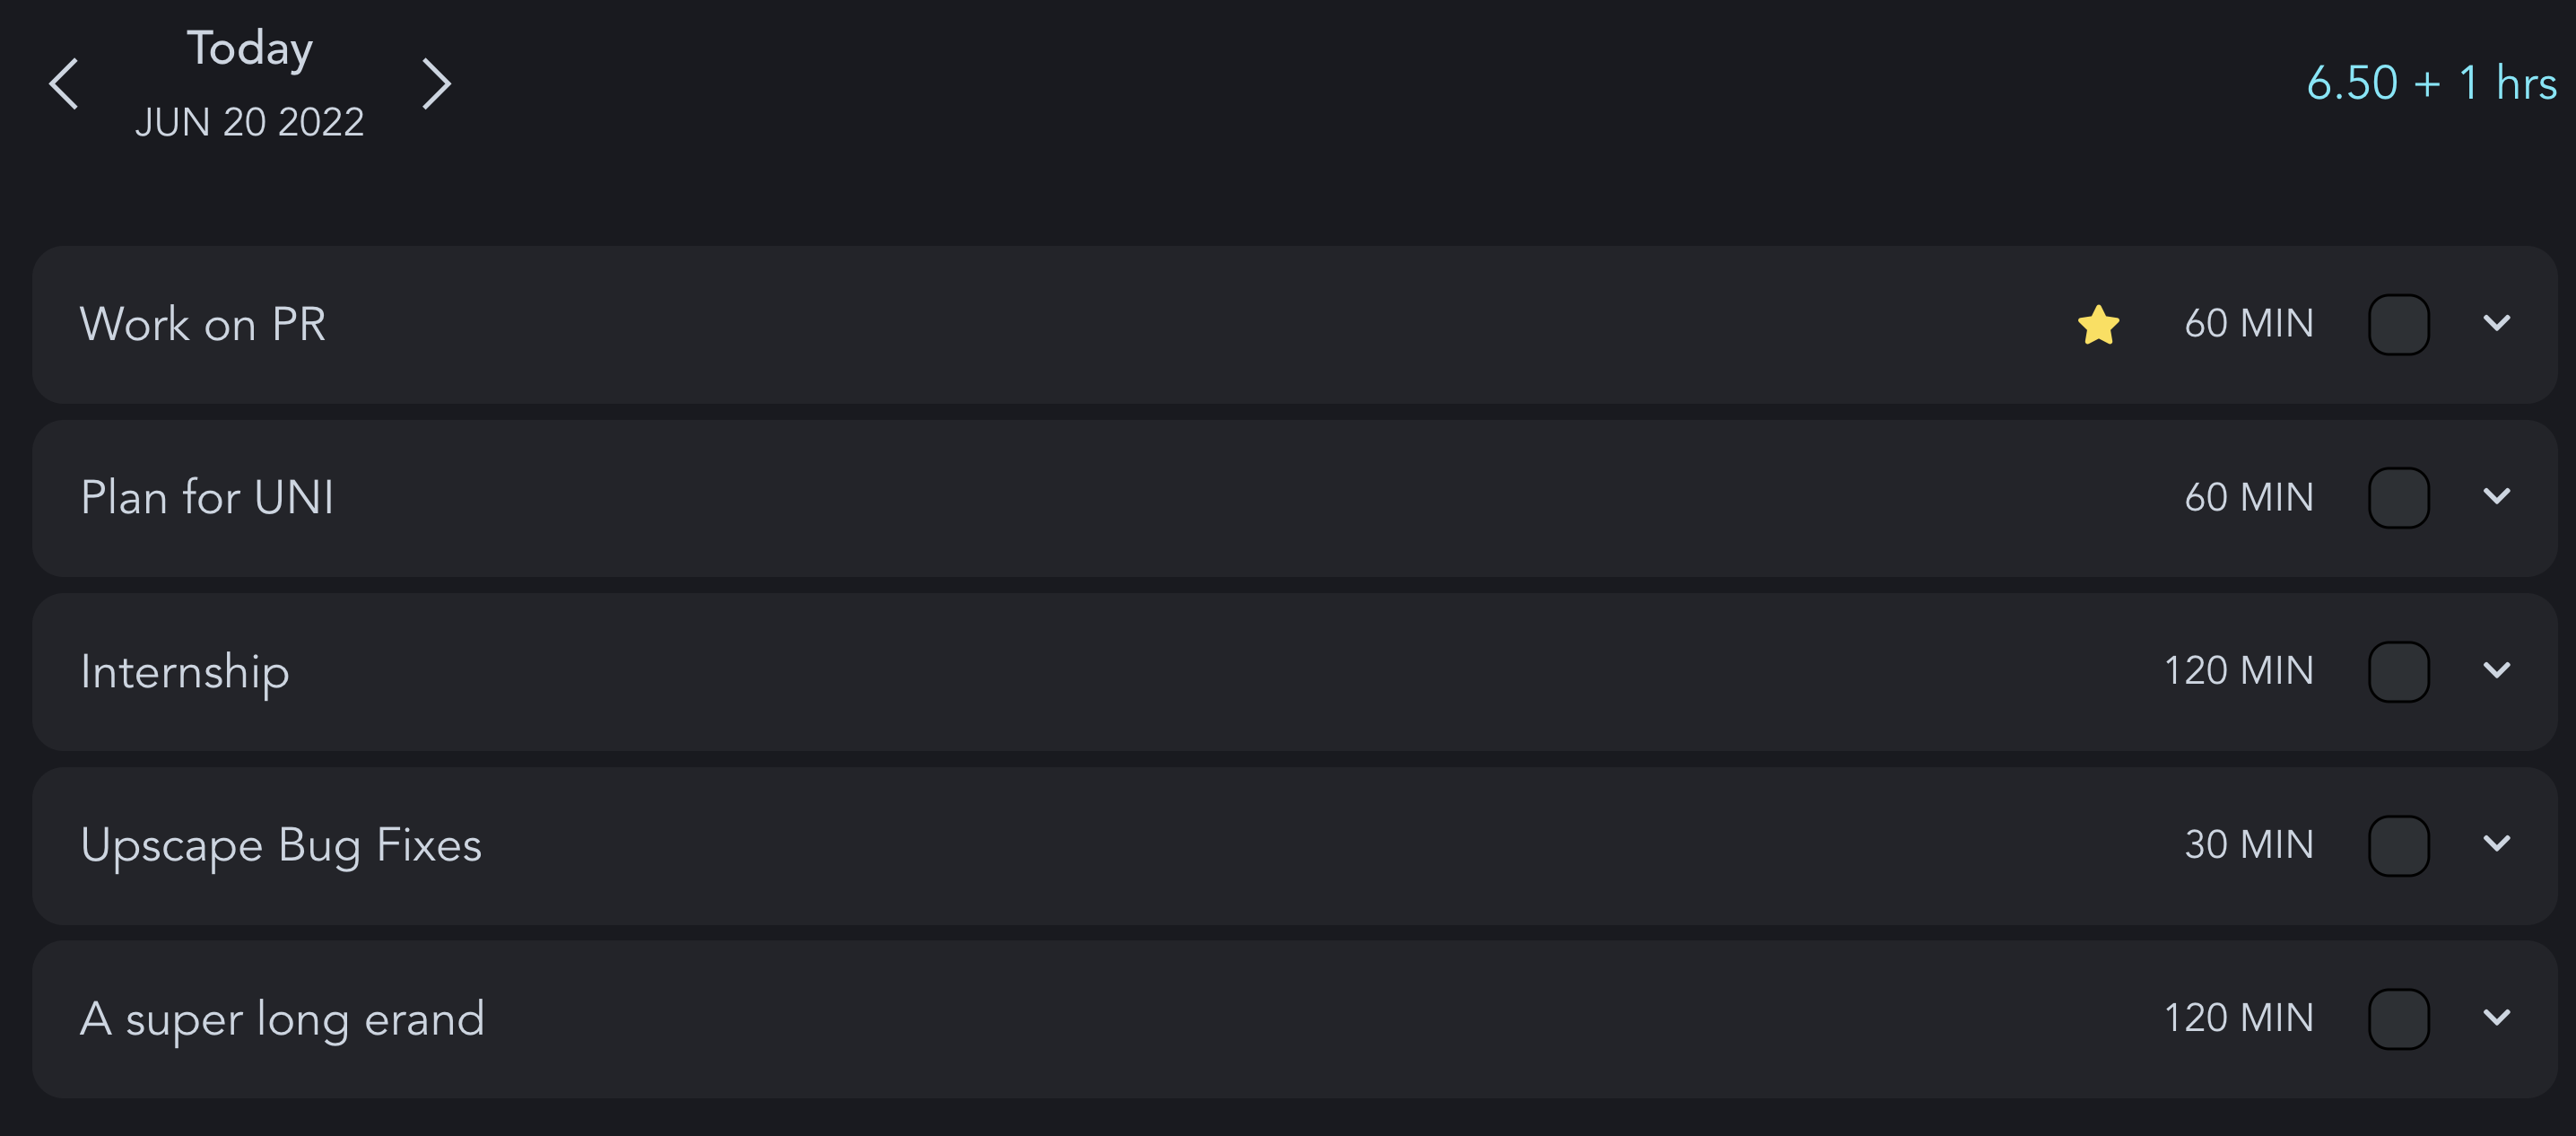 Today
JUN 20 2022
6.50 + 1 hrs
Work on PR 60 MIN
Plan for UNI 60 MIN
Internship 120 MIN
Upscape Bug Fixes 30 MIN
A super long erand 120 MIN